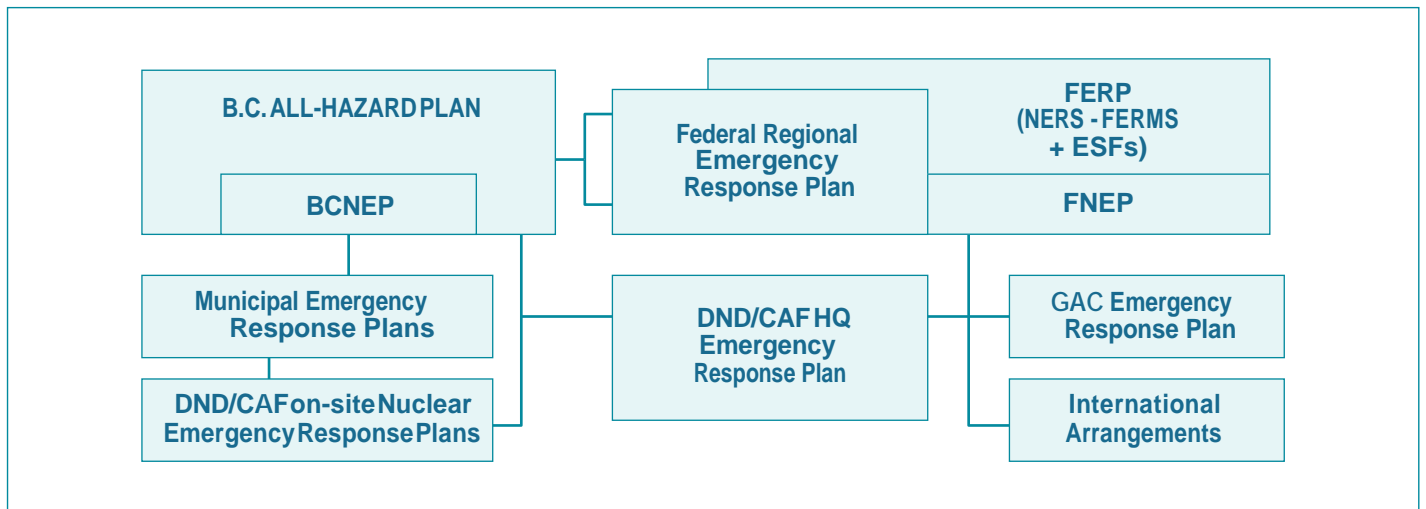 B.C. ALL-HAZARD PLAN
BCNEP
Federal Regional
Emergency
Response Plan
FERP
(NERS - FERMS
+ ESFs)
FNEP
Municipal Emergency
Response Plans
DND/CAF HQ
Emergency
Response Plan
GAC Emergency
Response Plan
DND/CAF on-site Nuclear
Emergency Response Plans
International
Arrangements